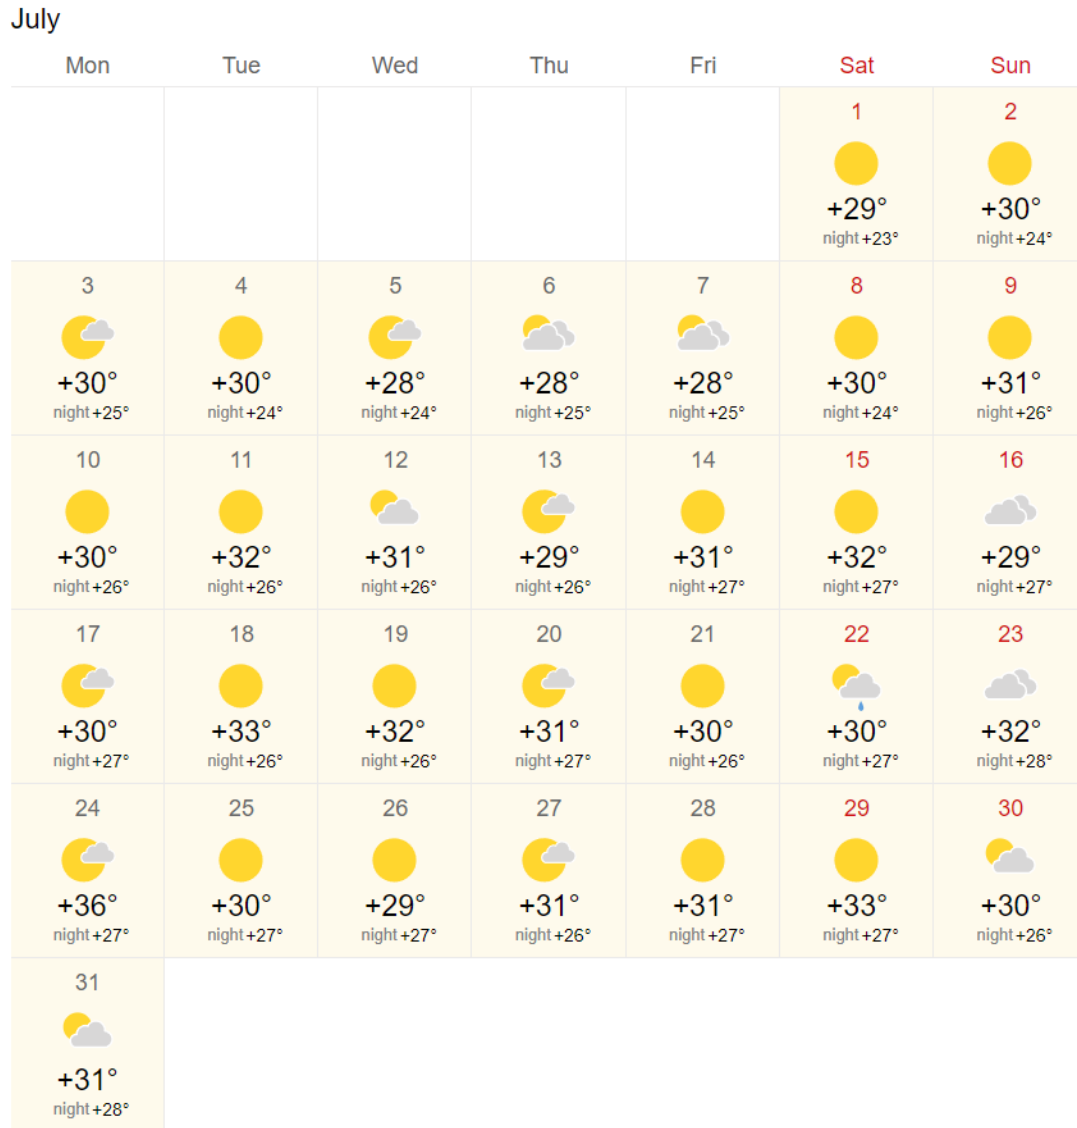 July
Mon Tue Wed Thu Fri Sat Sun
1 2
+29° +30°
night +23° night +24°
3 4 5 6 7 8 9
+30° +30° +28° +28° +28° +30° +31°
night +25° night +24° night +24° night +25° night +25° night +24° night +26°
10 11 12 13 14 15 16
+30° +32° +31° +29° +31° +32° +29°
night +26° night +26° night +26° night +26° night +27° night +27° night +27°
17 18 19 20 21 22 23
+30° +33° +32° +31° +30° +30° +32°
night +27° night +26° night +26° night +27° night +26° night +27° night +28°
24 25 26 27 28 29 30
+36° +30° +29° +31° +31° +33° +30°
night +27° night +27° night +27° night +26° night +27° night +27° night +26°
31
+31°
night +28°